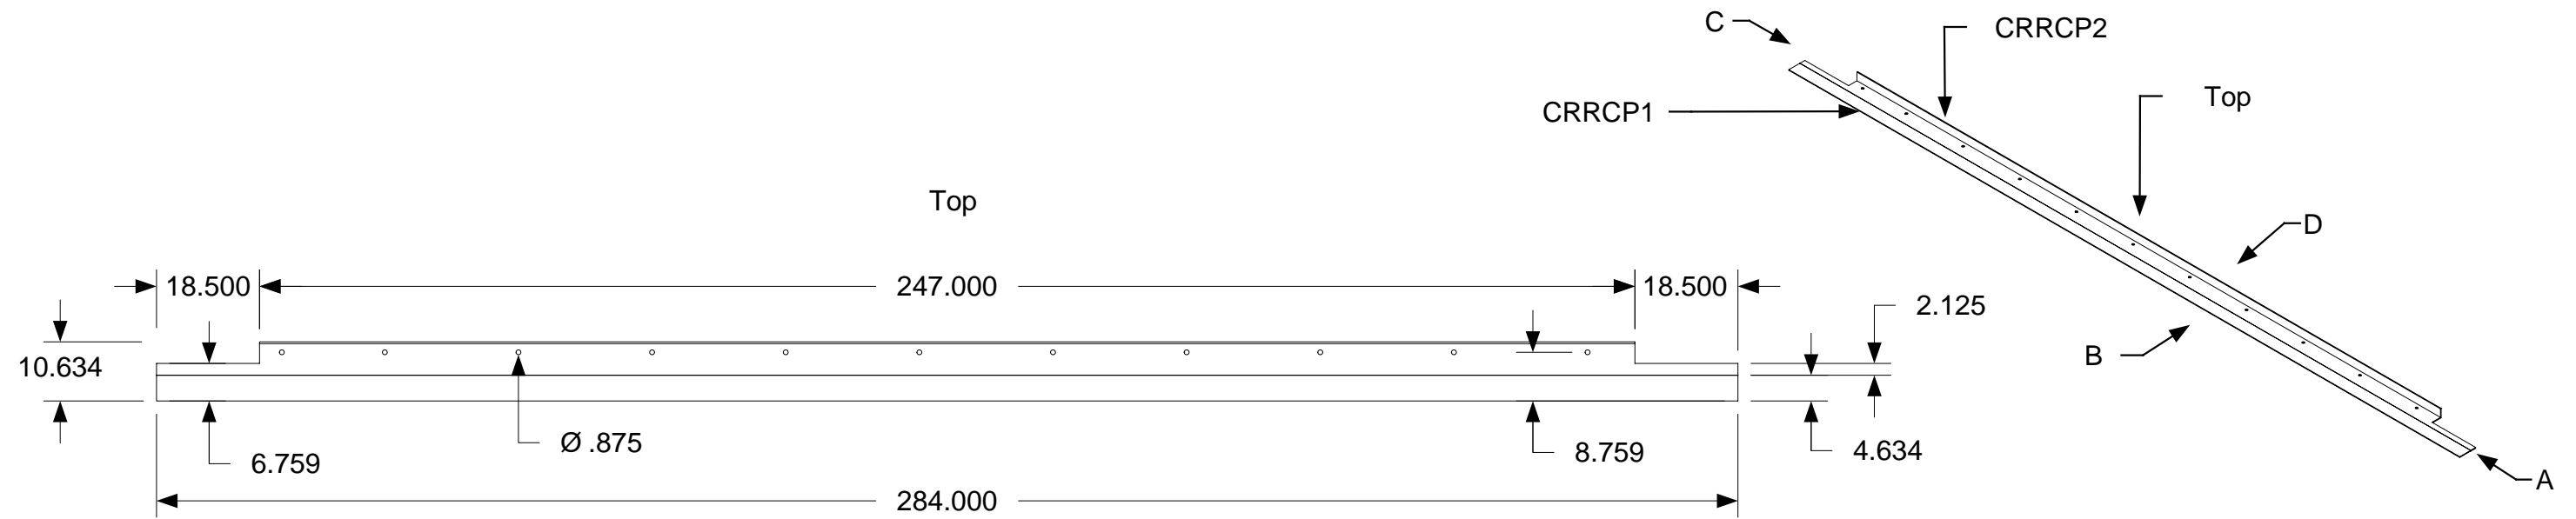 C
CRRCP2
Top
CRRCP1
Top
D
18.500
247.000
18.500
2.125
10.634
B
Ø .875
6.759
8.759
4.634
A
284.000